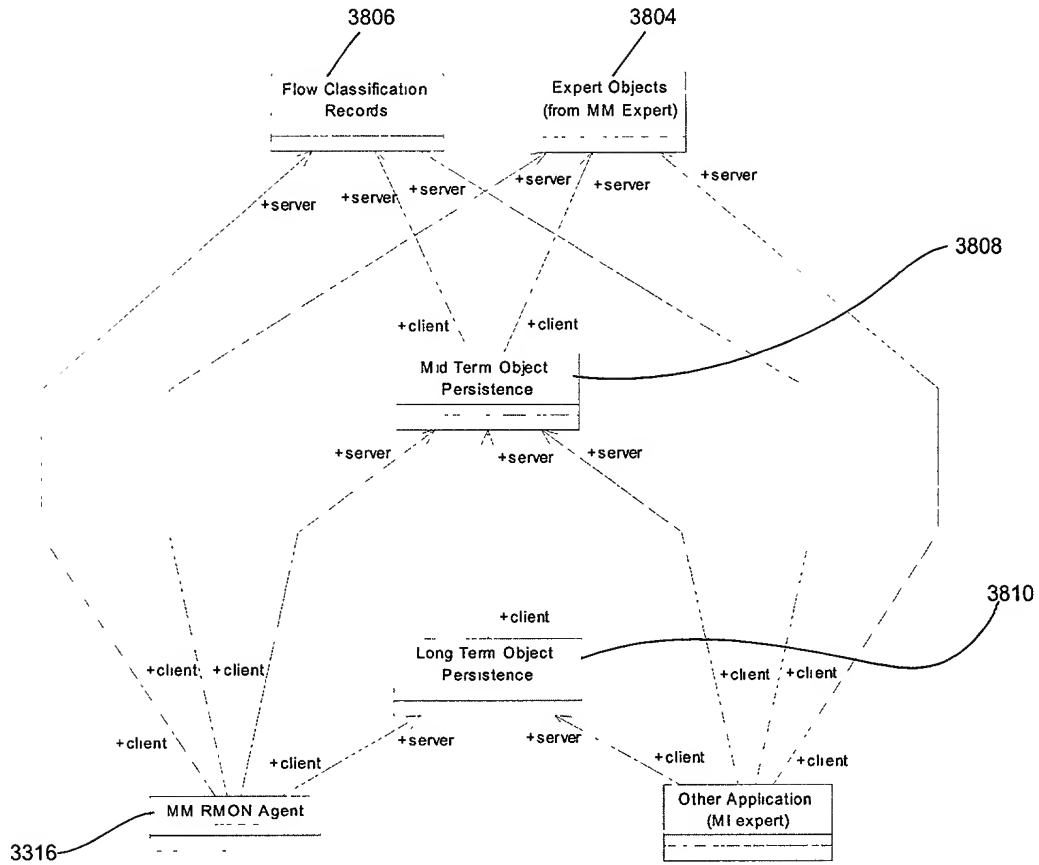 3806
3804
Flow Classification
Records
Expert Objects
(from MM Expert)
+server
+server
+server
+server
+server
+server
3808
+client
+client
Mid Term Object
Persistence
+server
+server
+server
+client
3810
Long Term Object
Persistence
+client
+client
+client
+client
+client
+server
+server
+client
+client
+client
MM RMON Agent
Other Application
(MI expert)
3316